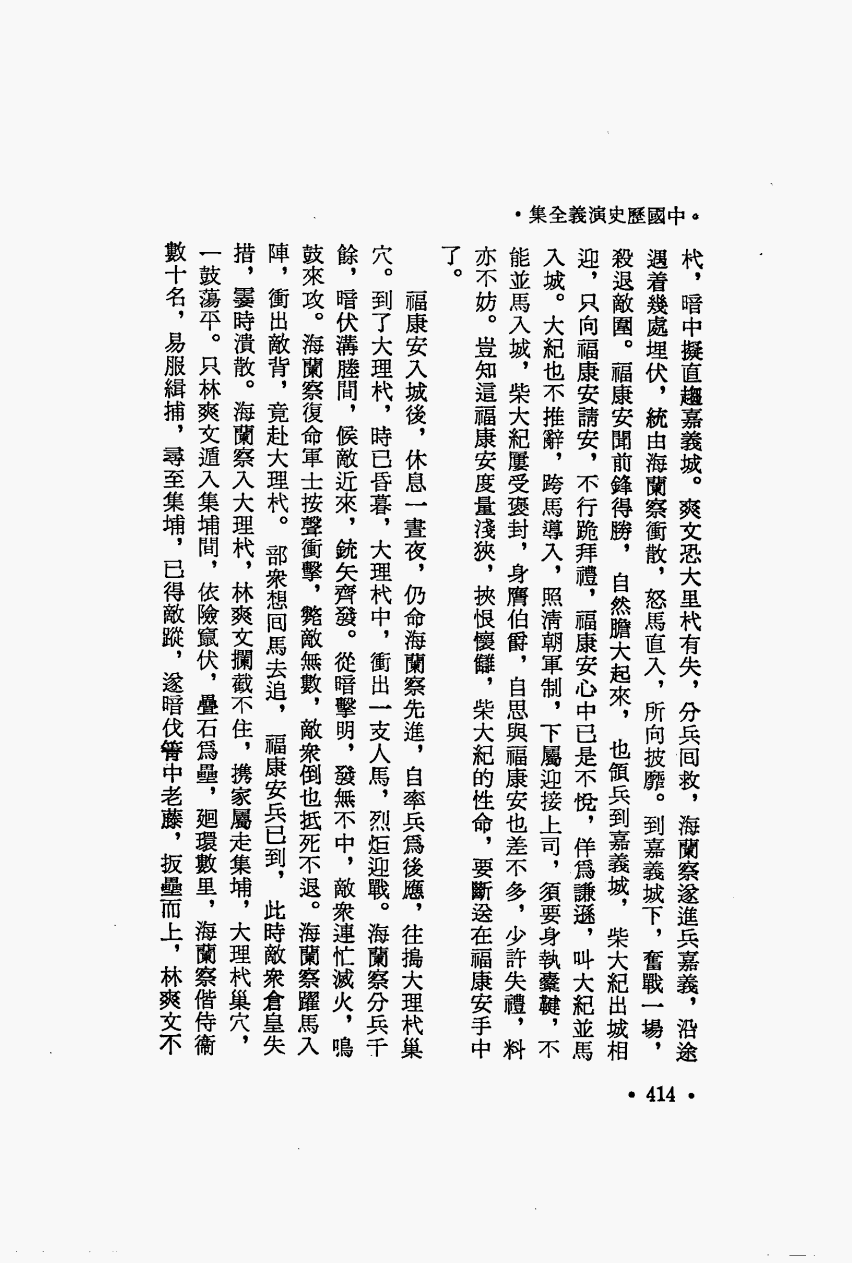 •中國歷史演義全集•
杙，暗中擬直趨嘉義城。爽文恐大里杙有失，分兵囘救，海蘭察遂進兵嘉義，沿途
遇着幾處埋伏，統由海蘭察衝散，怒馬直入，所向披靡。到嘉義城下，奮戰一場，
殺退敵圍。福康安聞前鋒得勝，自然膽大起來，也領兵到嘉義城，柴大紀出城相
迎，只向福康安請安，不行跪拜禮，福康安心中已是不悅，佯爲謙遜，叫大紀並馬
入城。大紀也不推辭，跨馬導入，照淸朝軍制，下屬迎接上司，須要身執櫜鞬，不
能並馬入城，柴大紀屢受褒封，身膺伯爵，自思與福康安也差不多，少許失禮，料
亦不妨。豈知這福康安度量淺狹，挾恨懷讎，柴大紀的性命，要斷送在福康安手中
了。
福康安入城後，休息一晝夜，仍命海蘭察先進，自率兵爲後應，往搗大理杙巢
穴。到了大理杙，時已昏暮，大理杙中，衝出一支人馬，烈炬迎戰。海蘭察分兵千
餘，暗伏溝塍間，候敵近來，銃矢齊發。從暗擊明，發無不中，敵衆連忙滅火，鳴
鼓來攻。海蘭察復命軍士按聲衝擊，斃敵無數，敵衆倒也抵死不退。海蘭察躍馬入
陣，衝出敵背，竟赴大理杙。部衆想囘馬去追，福康安兵已到，此時敵衆倉皇失
措，霎時潰散。海蘭察入大理杙，林爽文攔截不住，携家屬走集埔，大理杙巢穴，
一鼓蕩平。只林爽文遁入集埔間，依險竄伏，疊石爲壘，廻環數里，海蘭察偕侍衞
數十名，易服緝捕，尋至集埔，已得敵蹤，遂暗伐箐中老藤，扳壘而上，林爽文不
• 414 •